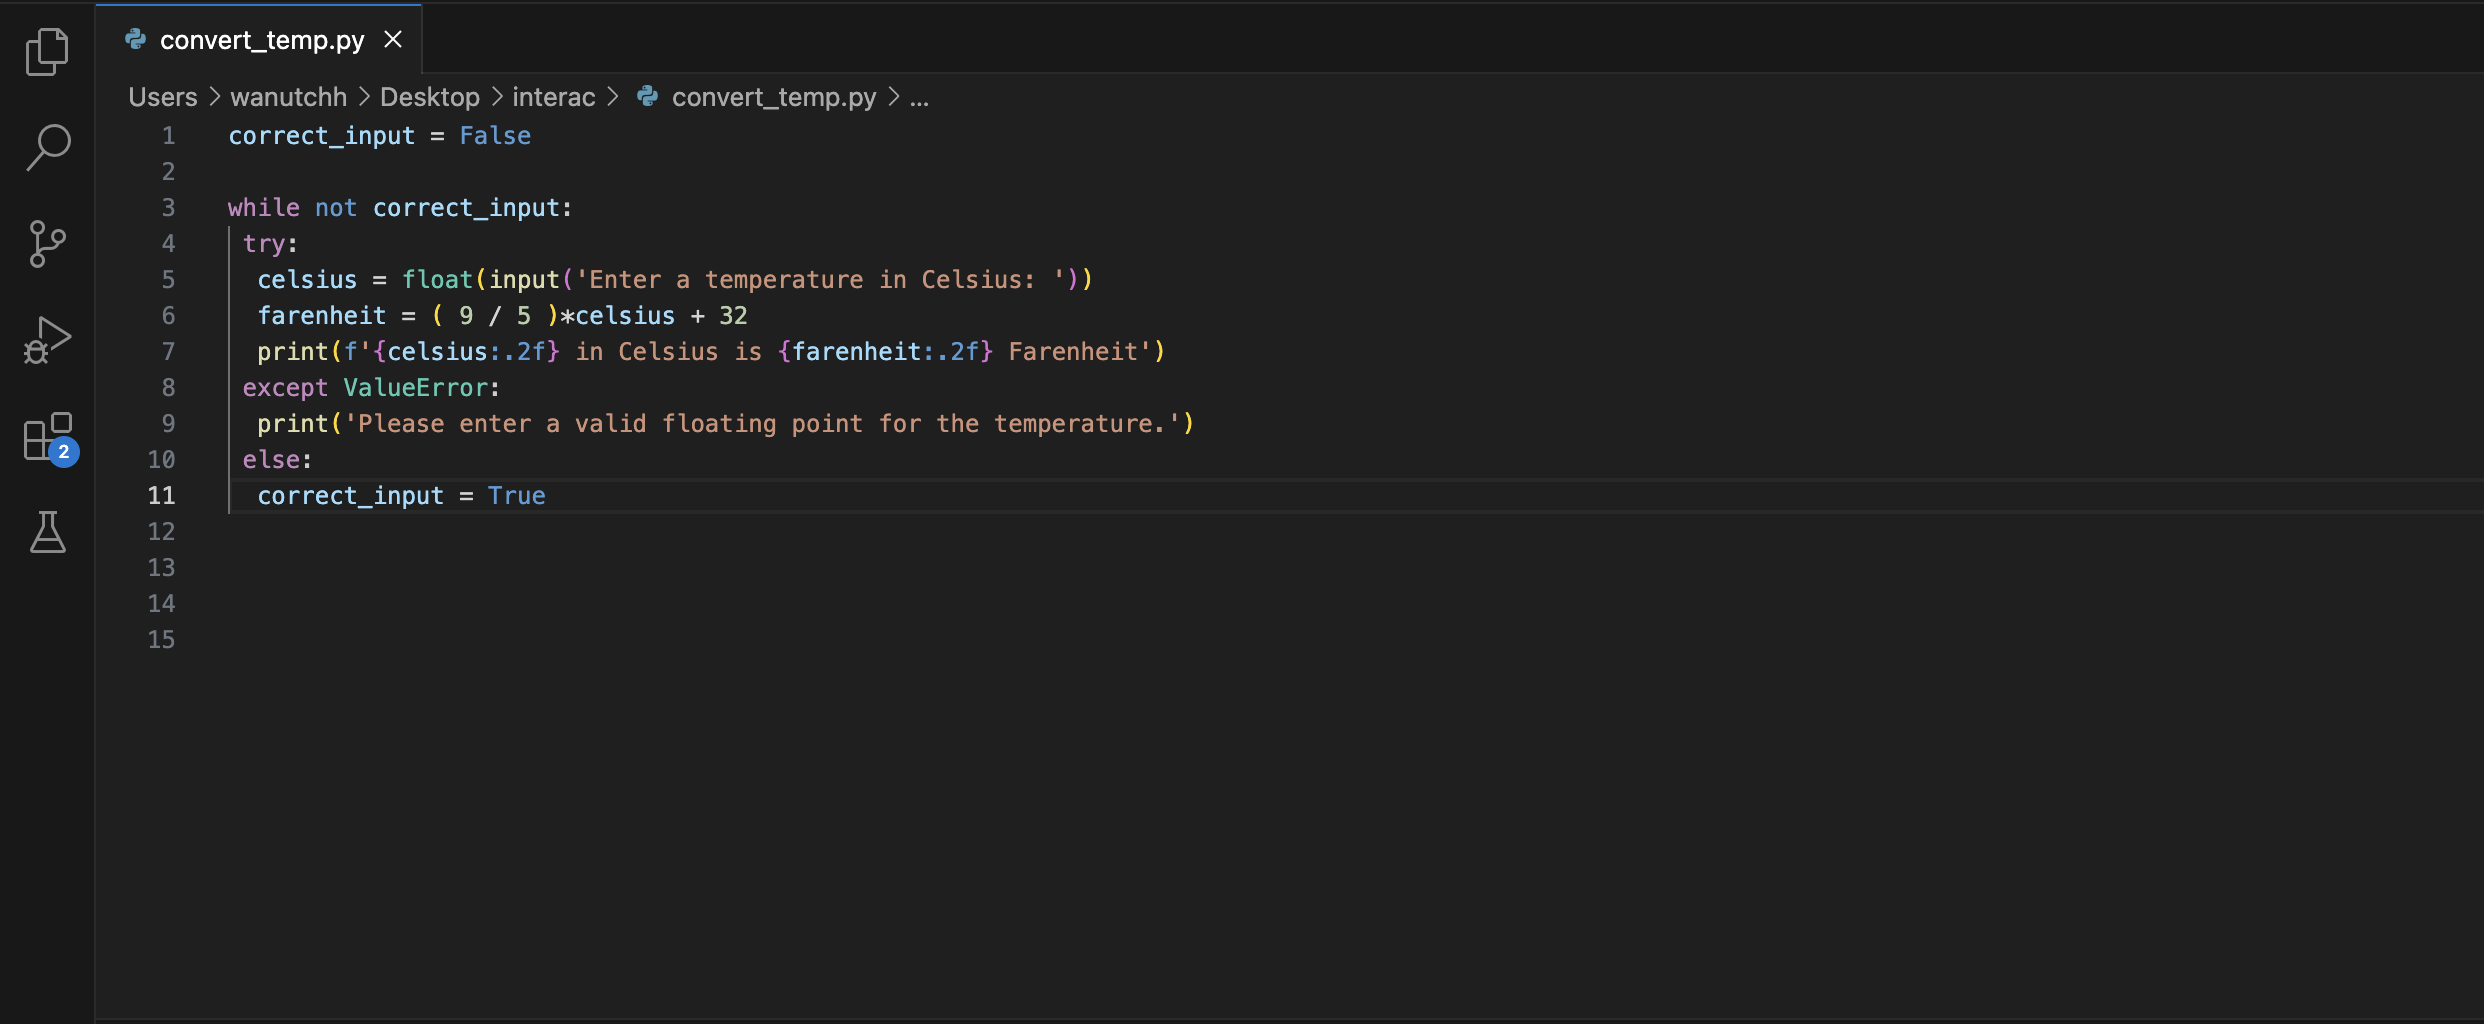 convert_temp.py
Users > wanutchh > Desktop > interac > convert_temp.py > ...
1 correct_input = False
2
3 while not correct_input:
4  try:
5   celsius = float(input('Enter a temperature in Celsius: '))
6   farenheit = ( 9 / 5 )*celsius + 32
7   print(f'{celsius:.2f} in Celsius is {farenheit:.2f} Farenheit')
8  except ValueError:
9   print('Please enter a valid floating point for the temperature.')
10  else:
2
11   correct_input = True
12
13
14
15